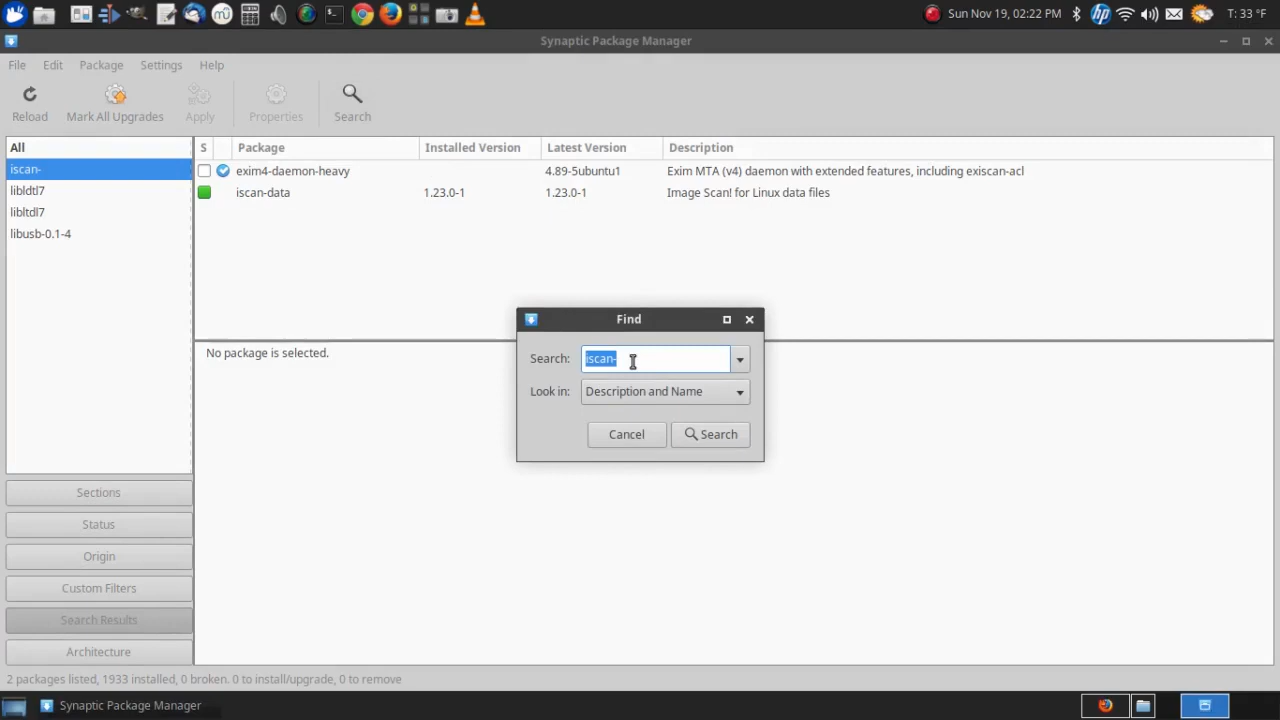 Sun Nov 19, 02:22 PM
hp
T: 33 °F
Synaptic Package Manager
File Edit Package Settings Help
Reload Mark All Upgrades Apply Properties Search
All
iscan-
libldtl7
libltdl7
libusb-0.1-4
S Package Installed Version Latest Version Description
exim4-daemon-heavy 4.89-5ubuntu1 Exim MTA (v4) daemon with extended features, including exiscan-acl
iscan-data 1.23.0-1 1.23.0-1 Image Scan! for Linux data files
No package is selected.
Find
Search: iscan-
Look in: Description and Name
Cancel Search
Sections
Status
Origin
Custom Filters
Search Results
Architecture
2 packages listed, 1933 installed, 0 broken. 0 to install/upgrade, 0 to remove
Synaptic Package Manager